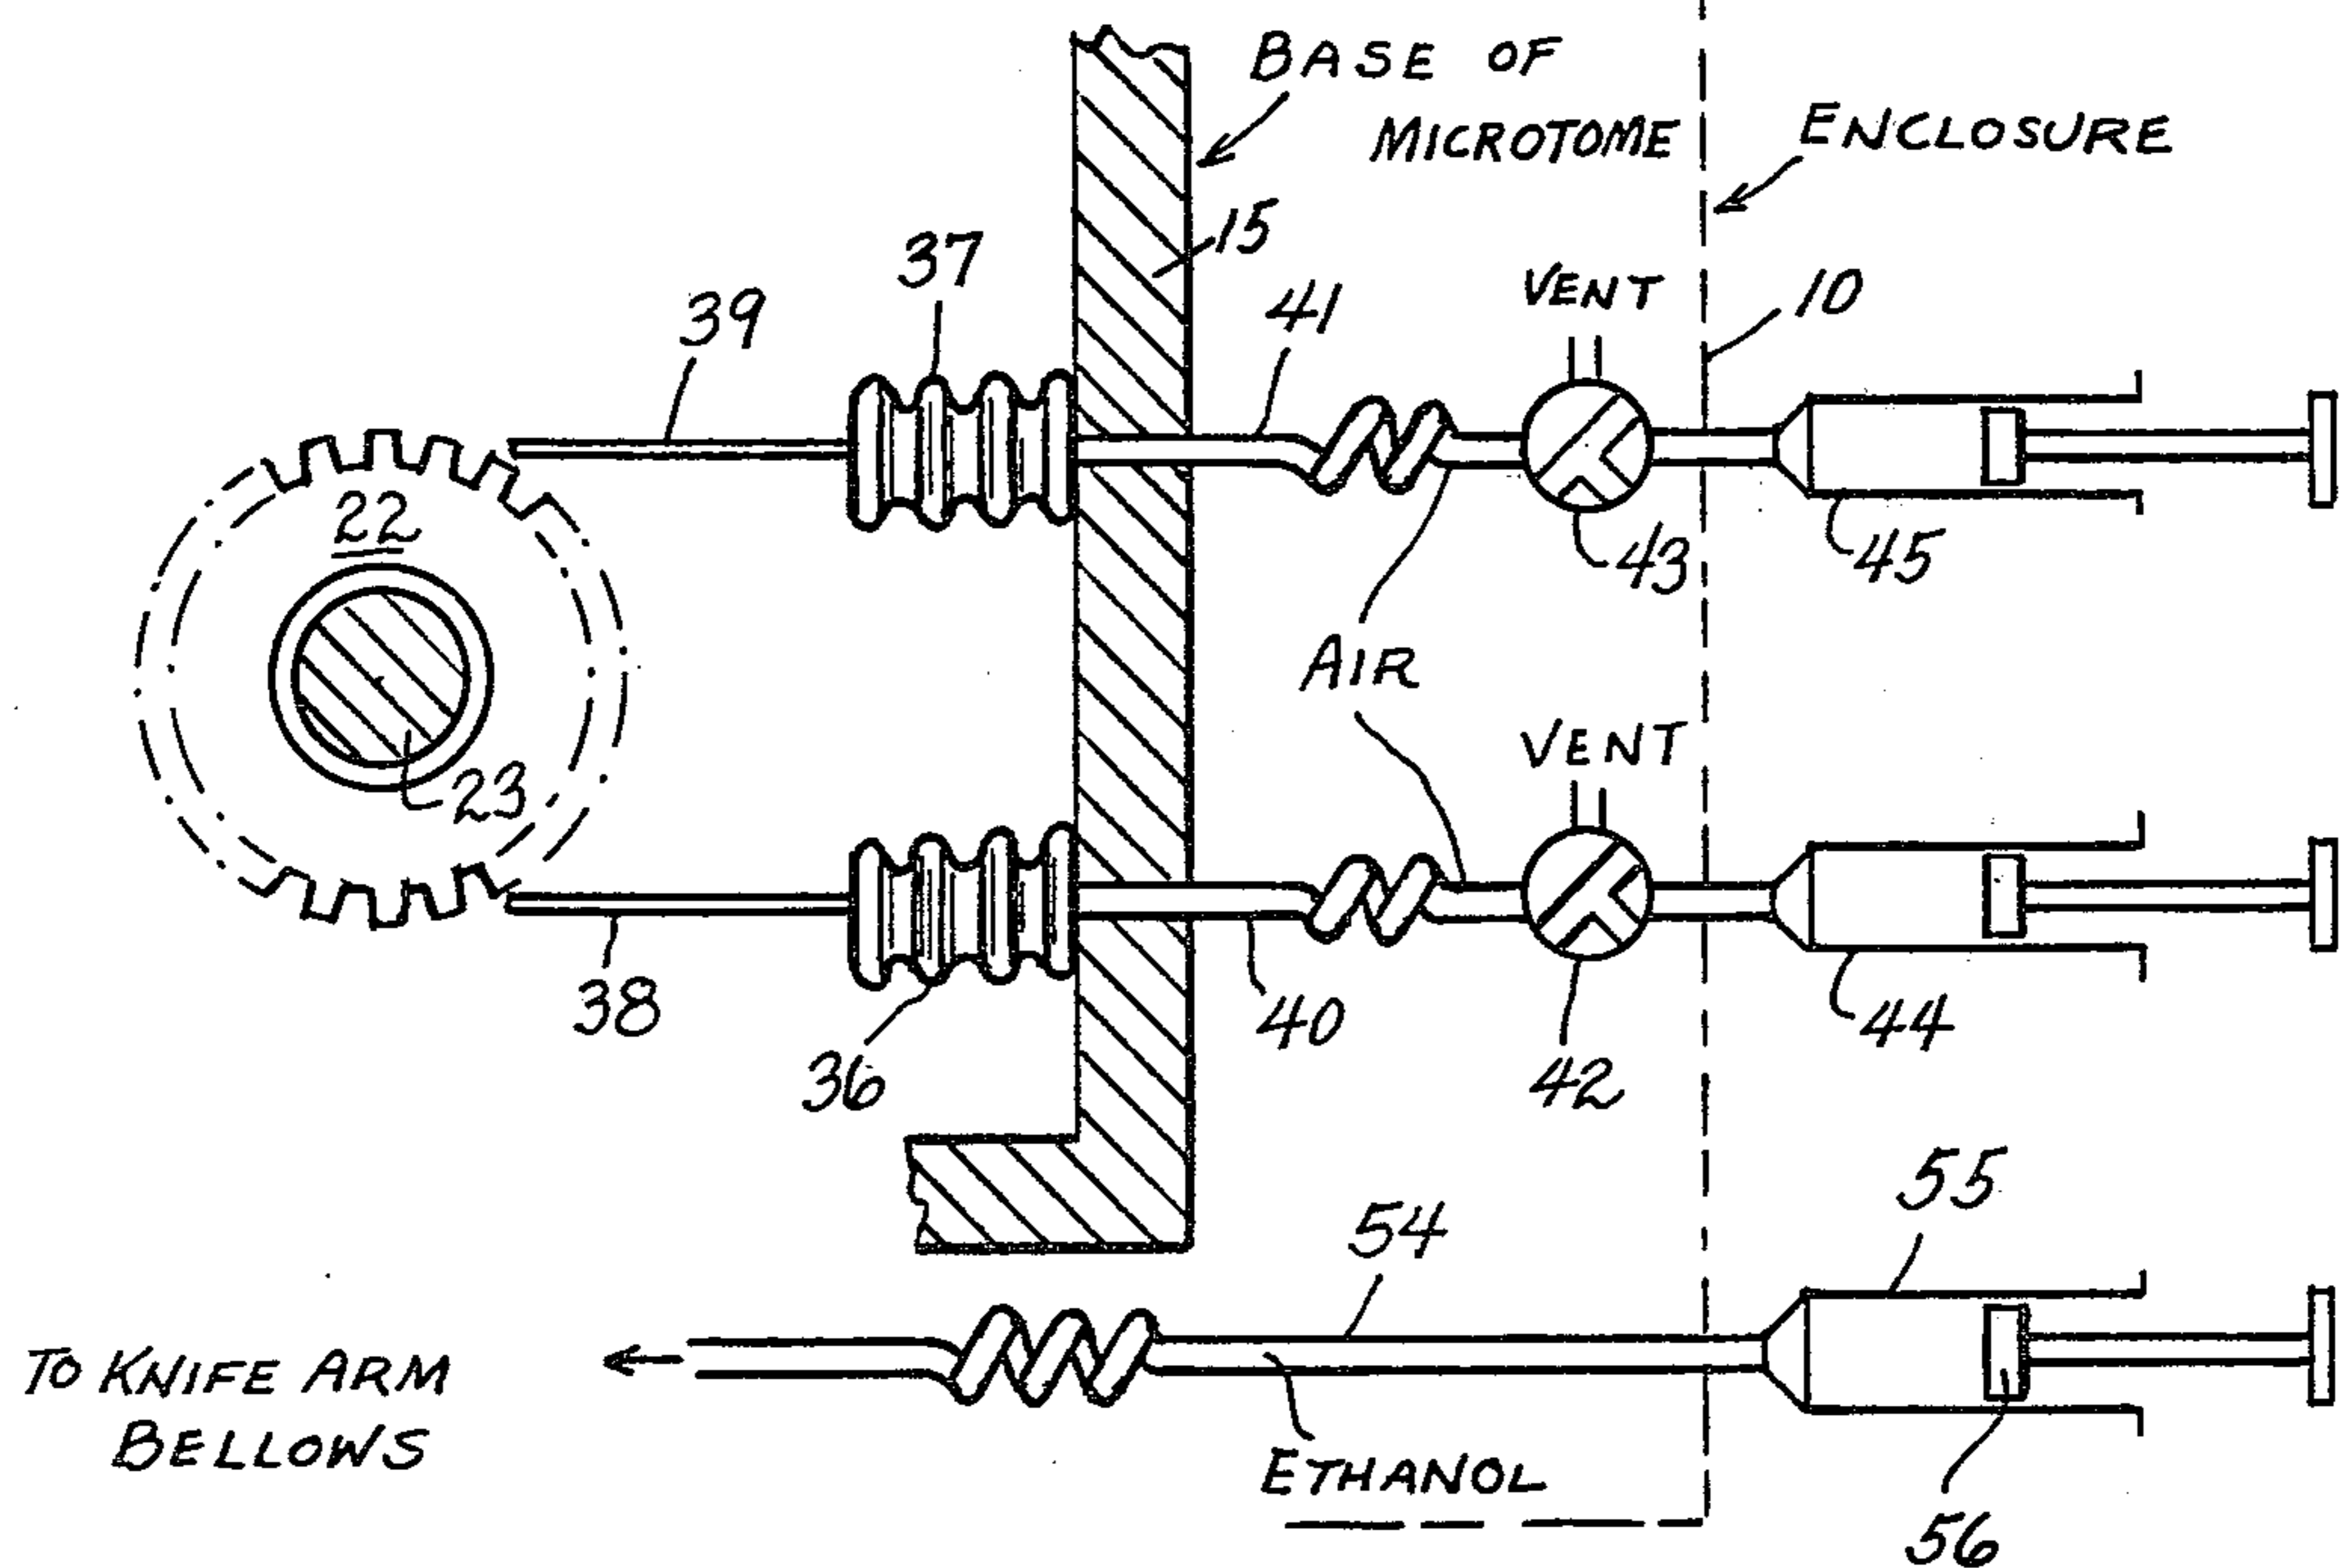 BASE OF
MICROTOME
ENCLOSURE
15
37
39
41
VENT
10
22
43
45
AIR
23
VENT
38
36
40
42
44
55
54
TO KNIFE ARM
BELLOWS
ETHANOL
56